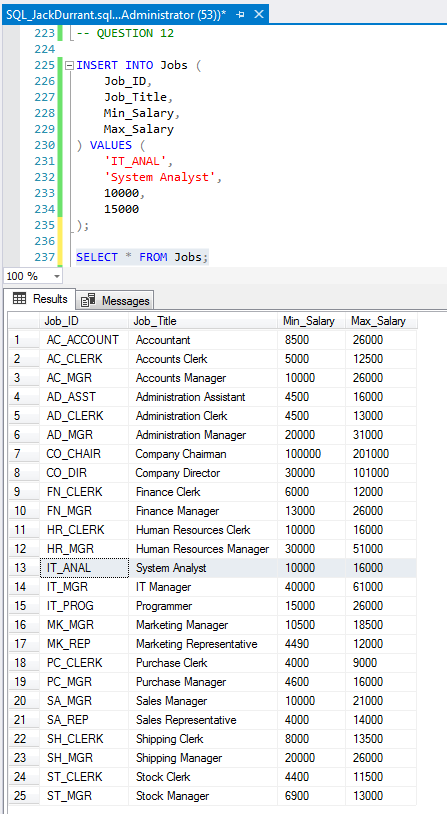 SQL_JackDurrant.sql...Administrator (53))*
223 -- QUESTION 12
224
225 INSERT INTO Jobs (
226 Job_ID,
227 Job_Title,
228 Min_Salary,
229 Max_Salary
230 ) VALUES (
231 'IT_ANAL',
232 'System Analyst',
233 10000,
234 15000
235 );
236
237 SELECT * FROM Jobs;
100 %
Results Messages
Job_ID Job_Title Min_Salary Max_Salary
1 AC_ACCOUNT Accountant 8500 26000
2 AC_CLERK Accounts Clerk 5000 12500
3 AC_MGR Accounts Manager 10000 26000
4 AD_ASST Administration Assistant 4500 16000
5 AD_CLERK Administration Clerk 4500 13000
6 AD_MGR Administration Manager 20000 31000
7 CO_CHAIR Company Chairman 100000 201000
8 CO_DIR Company Director 30000 101000
9 FN_CLERK Finance Clerk 6000 12000
10 FN_MGR Finance Manager 13000 26000
11 HR_CLERK Human Resources Clerk 10000 16000
12 HR_MGR Human Resources Manager 30000 51000
13 IT_ANAL System Analyst 10000 16000
14 IT_MGR IT Manager 40000 61000
15 IT_PROG Programmer 15000 26000
16 MK_MGR Marketing Manager 10500 18500
17 MK_REP Marketing Representative 4490 12000
18 PC_CLERK Purchase Clerk 4000 9000
19 PC_MGR Purchase Manager 4600 16000
20 SA_MGR Sales Manager 10000 21000
21 SA_REP Sales Representative 4000 14000
22 SH_CLERK Shipping Clerk 8000 13500
23 SH_MGR Shipping Manager 20000 26000
24 ST_CLERK Stock Clerk 4400 11500
25 ST_MGR Stock Manager 6900 13000